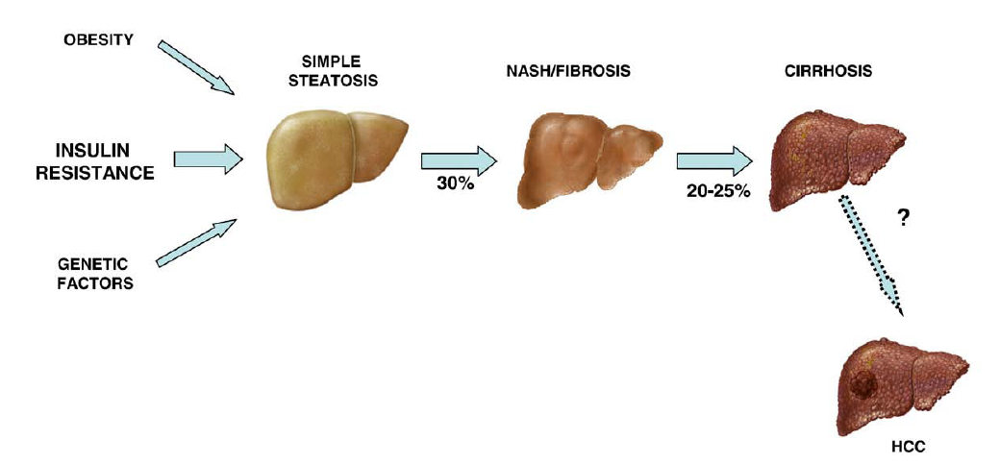 OBESITY
SIMPLE
STEATOSIS
NASH/FIBROSIS
CIRRHOSIS
INSULIN
RESISTANCE
30%
20-25%
?
GENETIC
FACTORS
HCC